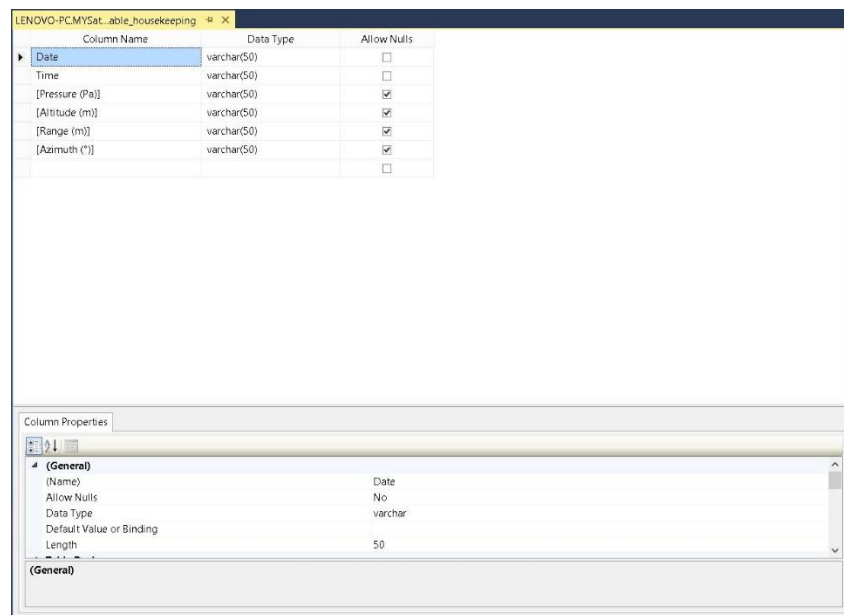 LENOVO-PC.MYSat...able_housekeeping
Column Name Data Type Allow Nulls
Date varchar(50)
Time varchar(50)
[Pressure (Pa)] varchar(50)
[Altitude (m)] varchar(50)
[Range (m)] varchar(50)
[Azimuth (°)] varchar(50)
Column Properties
(General)
(Name) Date
Allow Nulls No
Data Type varchar
Default Value or Binding
Length 50
(General)